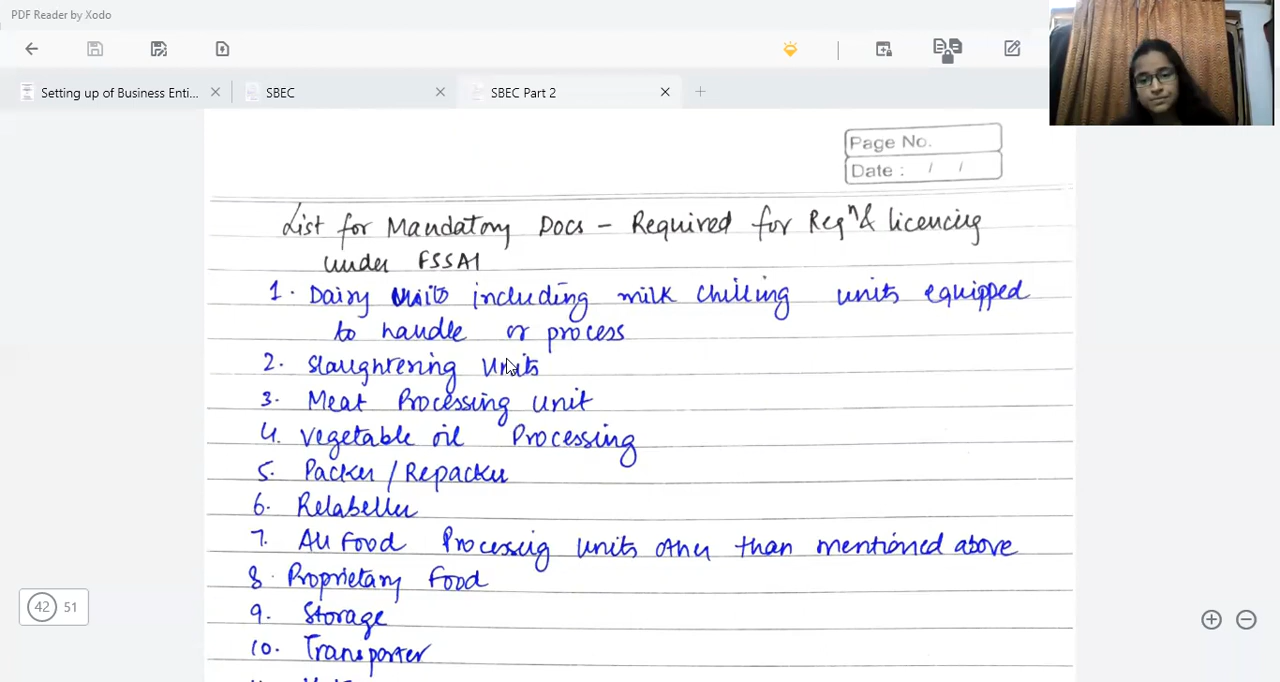 PDF Reader by Xodo
Setting up of Business Enti...
SBEC
SBEC Part 2
Page No.
Date : / /
List for Mandatory Docs – Required for Regⁿ & licencing
under FSSAI
1. Dairy Units including milk chilling units equipped
to handle or process
2. Slaughtering Units
3. Meat Processing Unit
4. Vegetable oil Processing
5. Packer / Repacker
6. Relabeller
7. All Food Processing Units other than mentioned above
8. Proprietary Food
9. Storage
10. Transporter
42 51